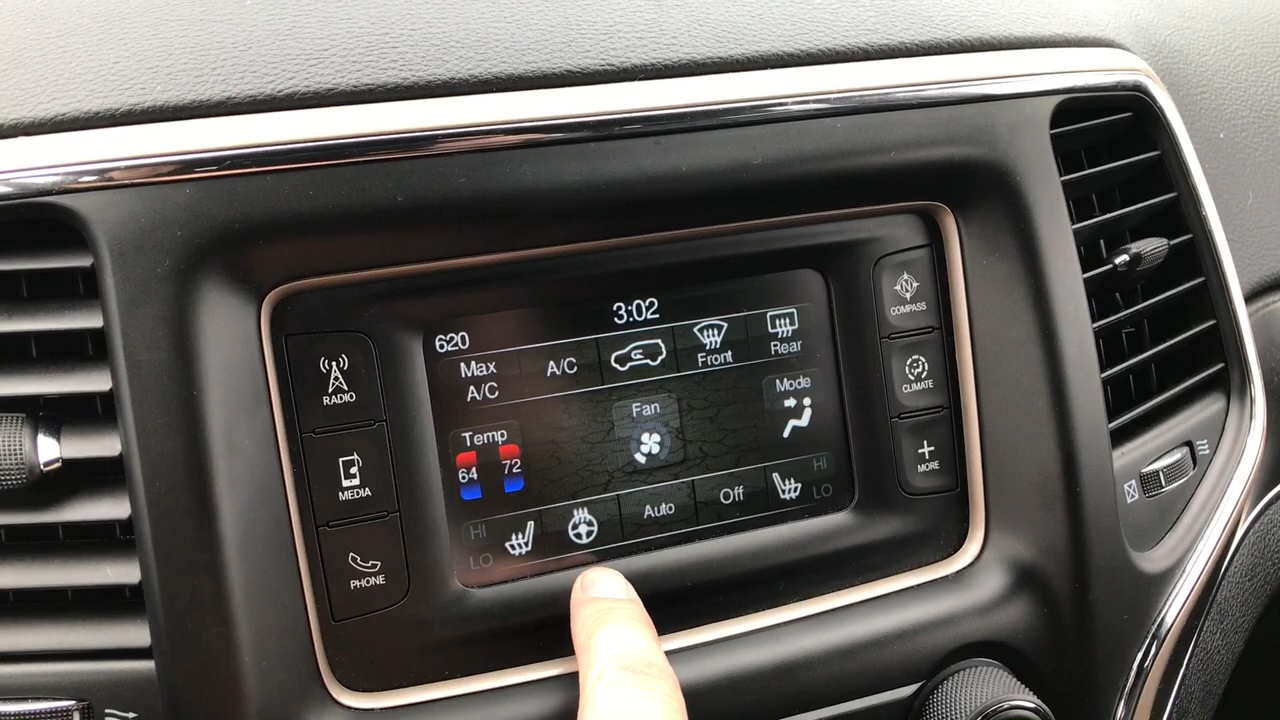 3:02
620
Max
A/C
A/C
Front
Rear
Temp
64
72
Fan
Mode
HI
LO
Auto
Off
HI
LO
RADIO
MEDIA
PHONE
N
COMPASS
CLIMATE
MORE